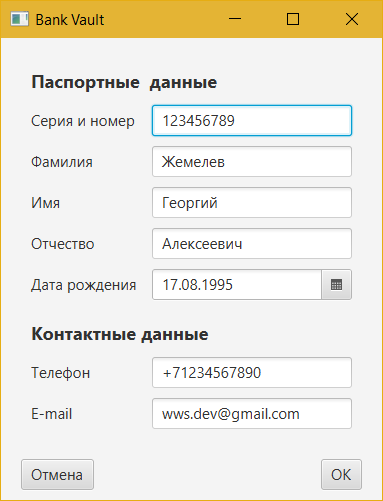 Bank Vault
Паспортные данные
Серия и номер 123456789
Фамилия Жемелев
Имя Георгий
Отчество Алексеевич
Дата рождения 17.08.1995
Контактные данные
Телефон +71234567890
E-mail wws.dev@gmail.com
Отмена OK